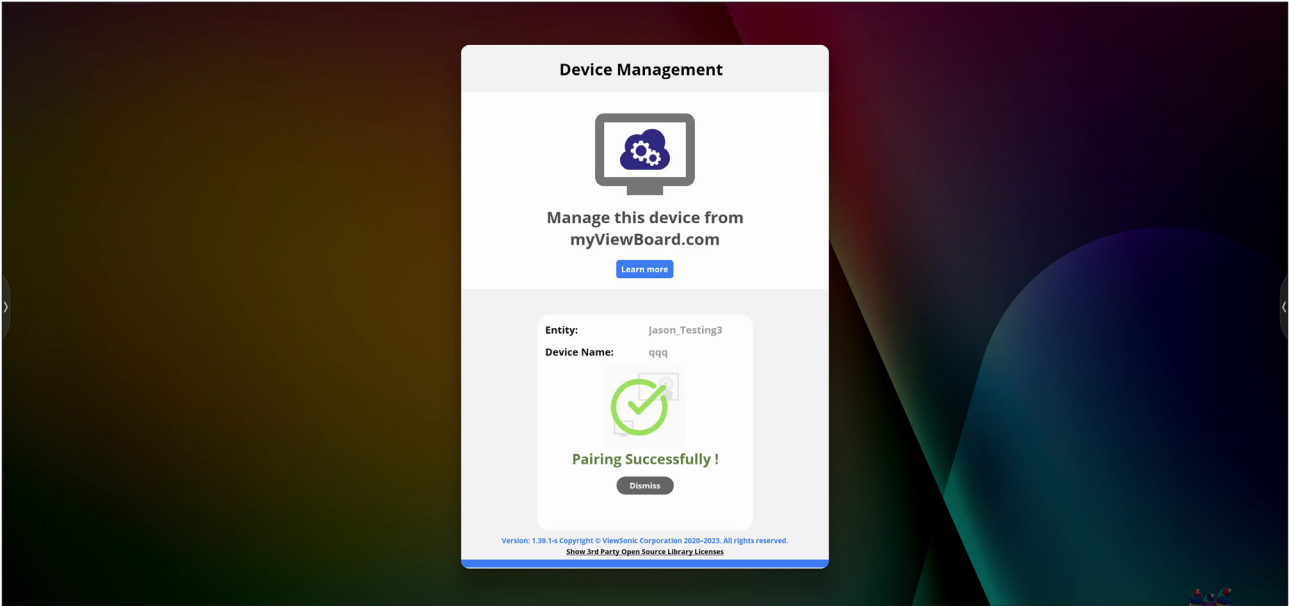 Device Management
Manage this device from
myViewBoard.com
Learn more
Entity: Jason_Testing3
Device Name: qqq
Pairing Successfully !
Dismiss
Version: 1.39.1-s Copyright © ViewSonic Corporation 2020–2023. All rights reserved.
Show 3rd Party Open Source Library Licenses